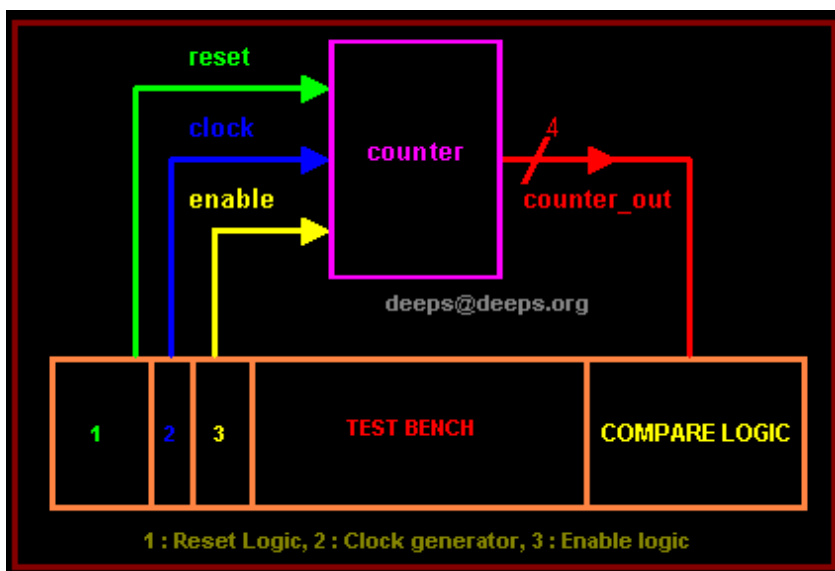 reset
clock
enable
counter
4
counter_out
deeps@deeps.org
1
2
3
TEST BENCH
COMPARE LOGIC
1 : Reset Logic, 2 : Clock generator, 3 : Enable logic